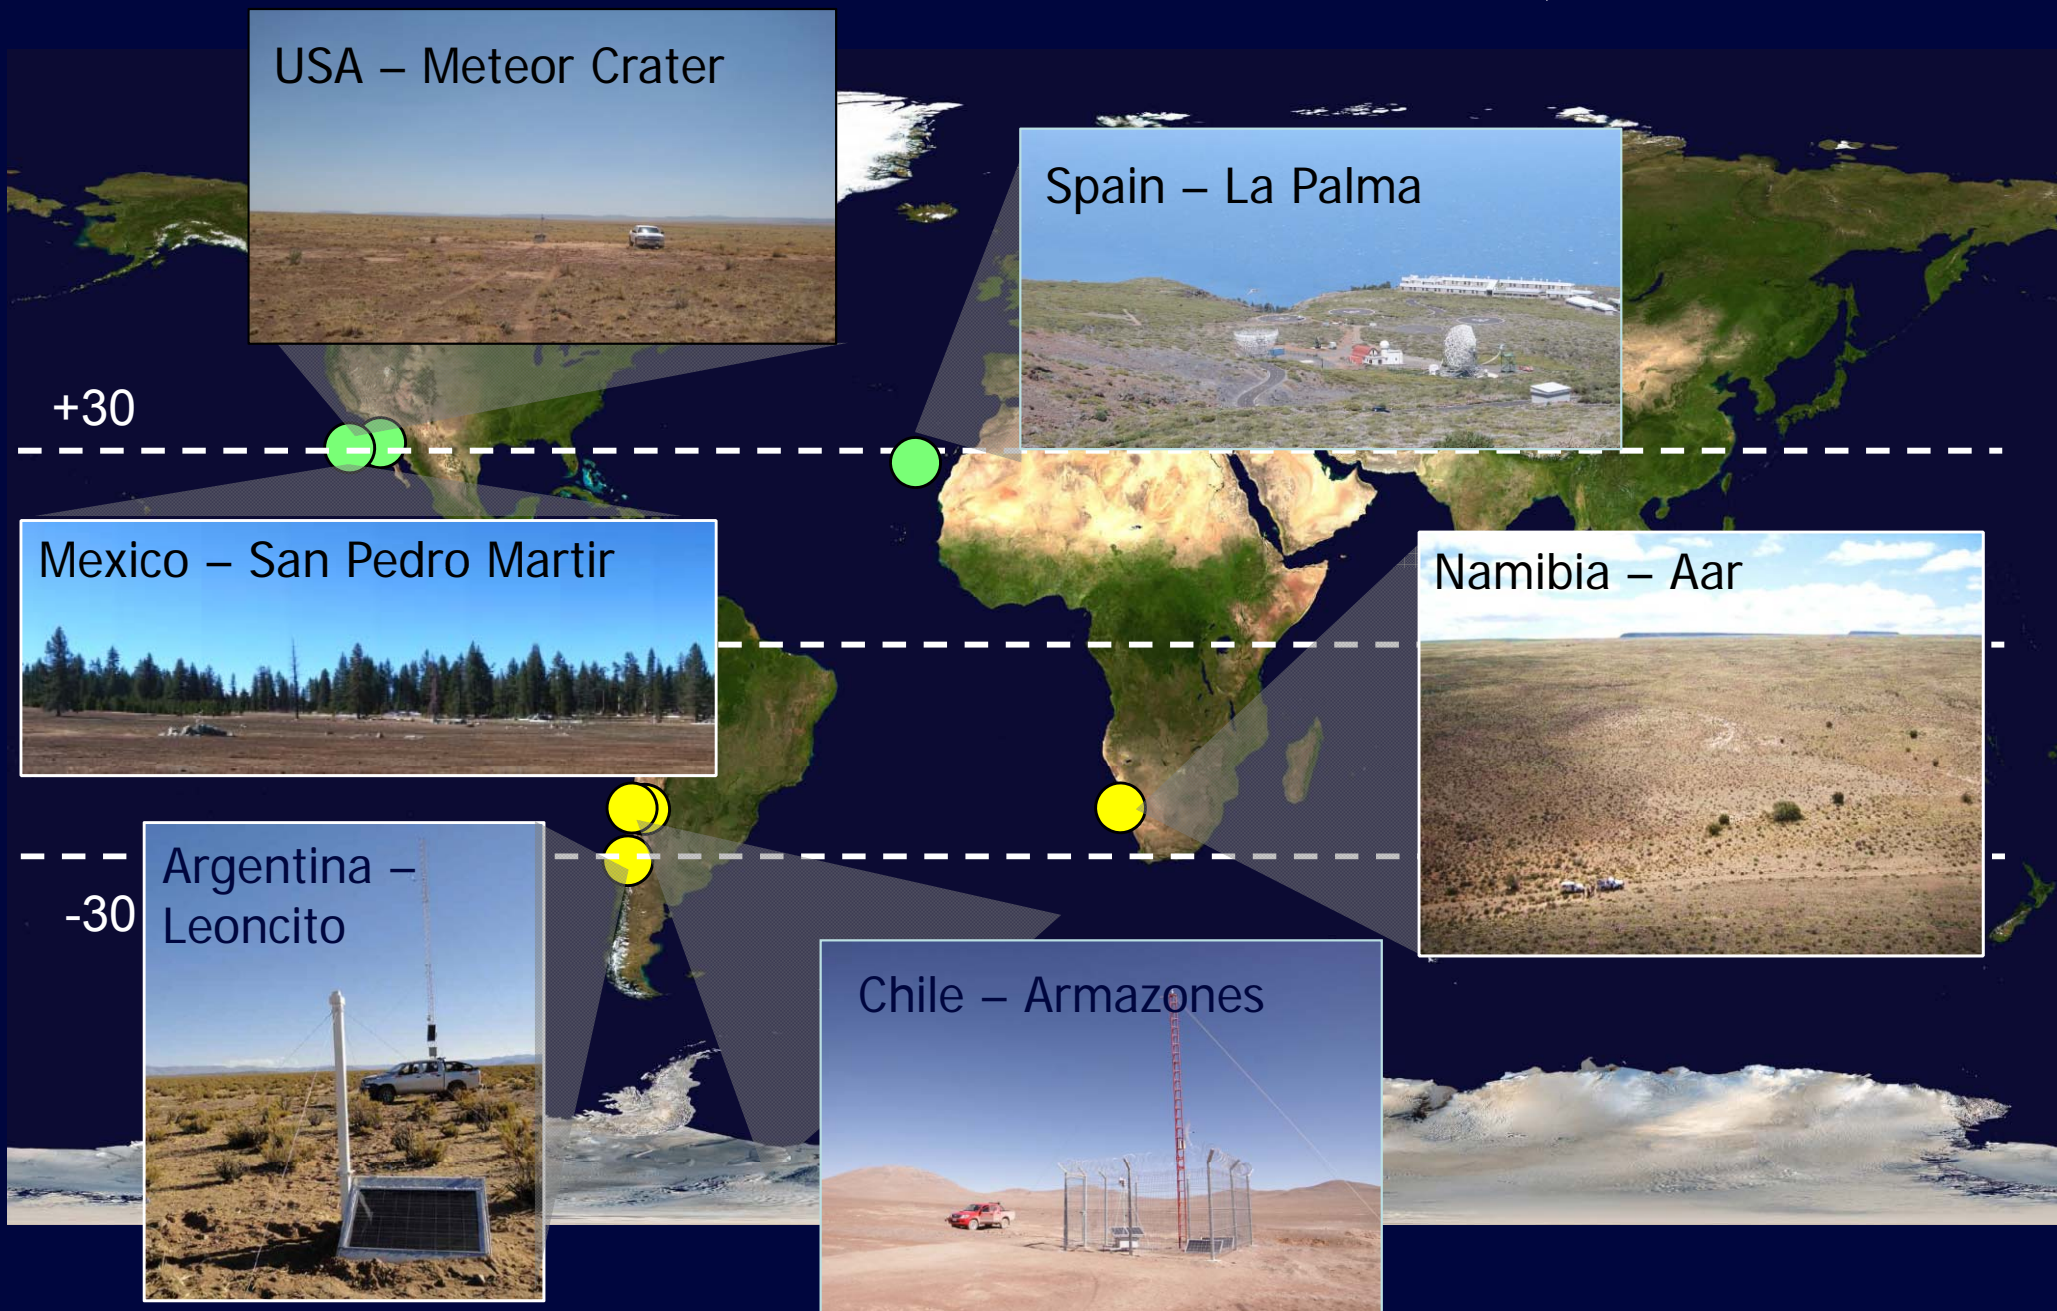 USA – Meteor Crater
Spain – La Palma
+30
Mexico – San Pedro Martir
Namibia – Aar
Argentina –
Leoncito
-30
Chile – Armazones